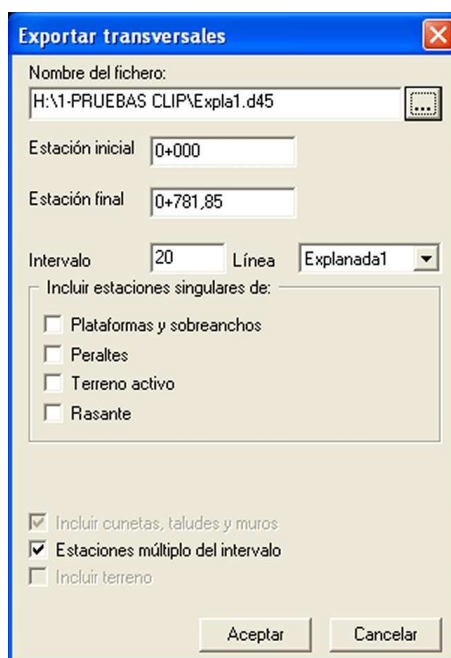 Exportar transversales
Nombre del fichero:
H:\1-PRUEBAS CLIP\Expla1.d45
...
Estación inicial 0+000
Estación final 0+781,85
Intervalo 20 Línea Explanada1
Incluir estaciones singulares de:
Plataformas y sobreanchos
Peraltes
Terreno activo
Rasante
Incluir cunetas, taludes y muros
Estaciones múltiplo del intervalo
Incluir terreno
Aceptar Cancelar